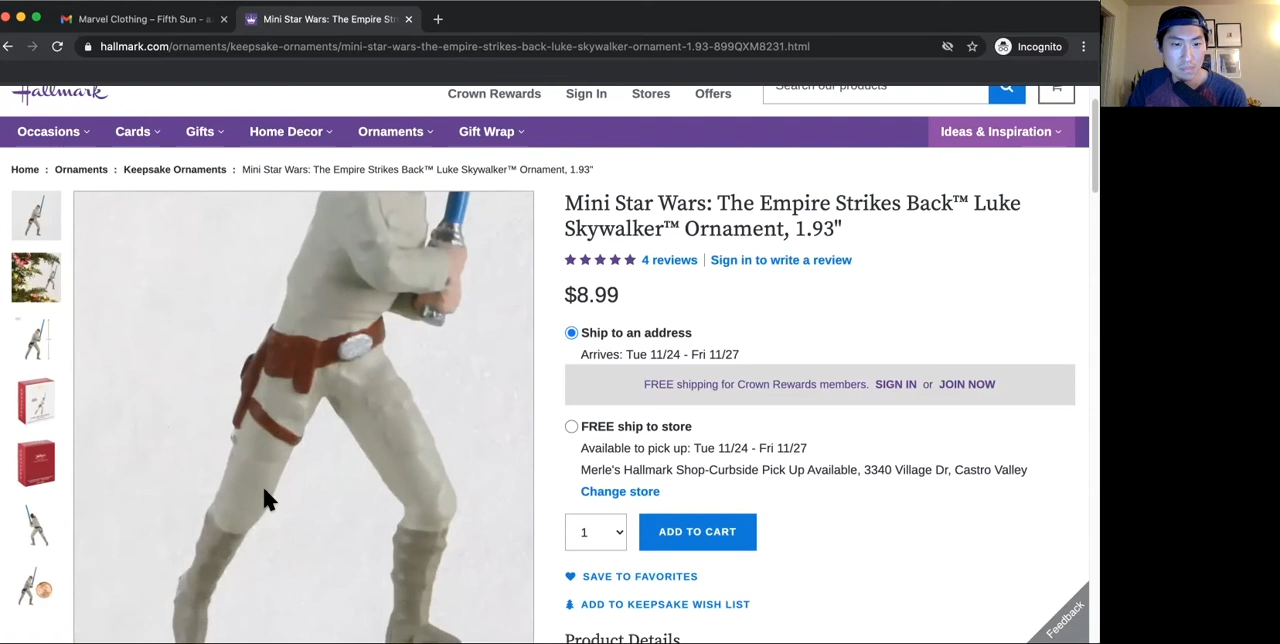 Marvel Clothing – Fifth Sun - a
Mini Star Wars: The Empire Str
hallmark.com/ornaments/keepsake-ornaments/mini-star-wars-the-empire-strikes-back-luke-skywalker-ornament-1.93-899QXM8231.html
Incognito
Hallmark
Crown Rewards
Sign In
Stores
Offers
Search our products
Occasions
Cards
Gifts
Home Decor
Ornaments
Gift Wrap
Ideas & Inspiration
Home : Ornaments : Keepsake Ornaments : Mini Star Wars: The Empire Strikes Back™ Luke Skywalker™ Ornament, 1.93"
Mini Star Wars: The Empire Strikes Back™ Luke
Skywalker™ Ornament, 1.93"
4 reviews | Sign in to write a review
$8.99
Ship to an address
Arrives: Tue 11/24 - Fri 11/27
FREE shipping for Crown Rewards members. SIGN IN or JOIN NOW
FREE ship to store
Available to pick up: Tue 11/24 - Fri 11/27
Merle's Hallmark Shop-Curbside Pick Up Available, 3340 Village Dr, Castro Valley
Change store
1
ADD TO CART
SAVE TO FAVORITES
ADD TO KEEPSAKE WISH LIST
Product Details
Feedback